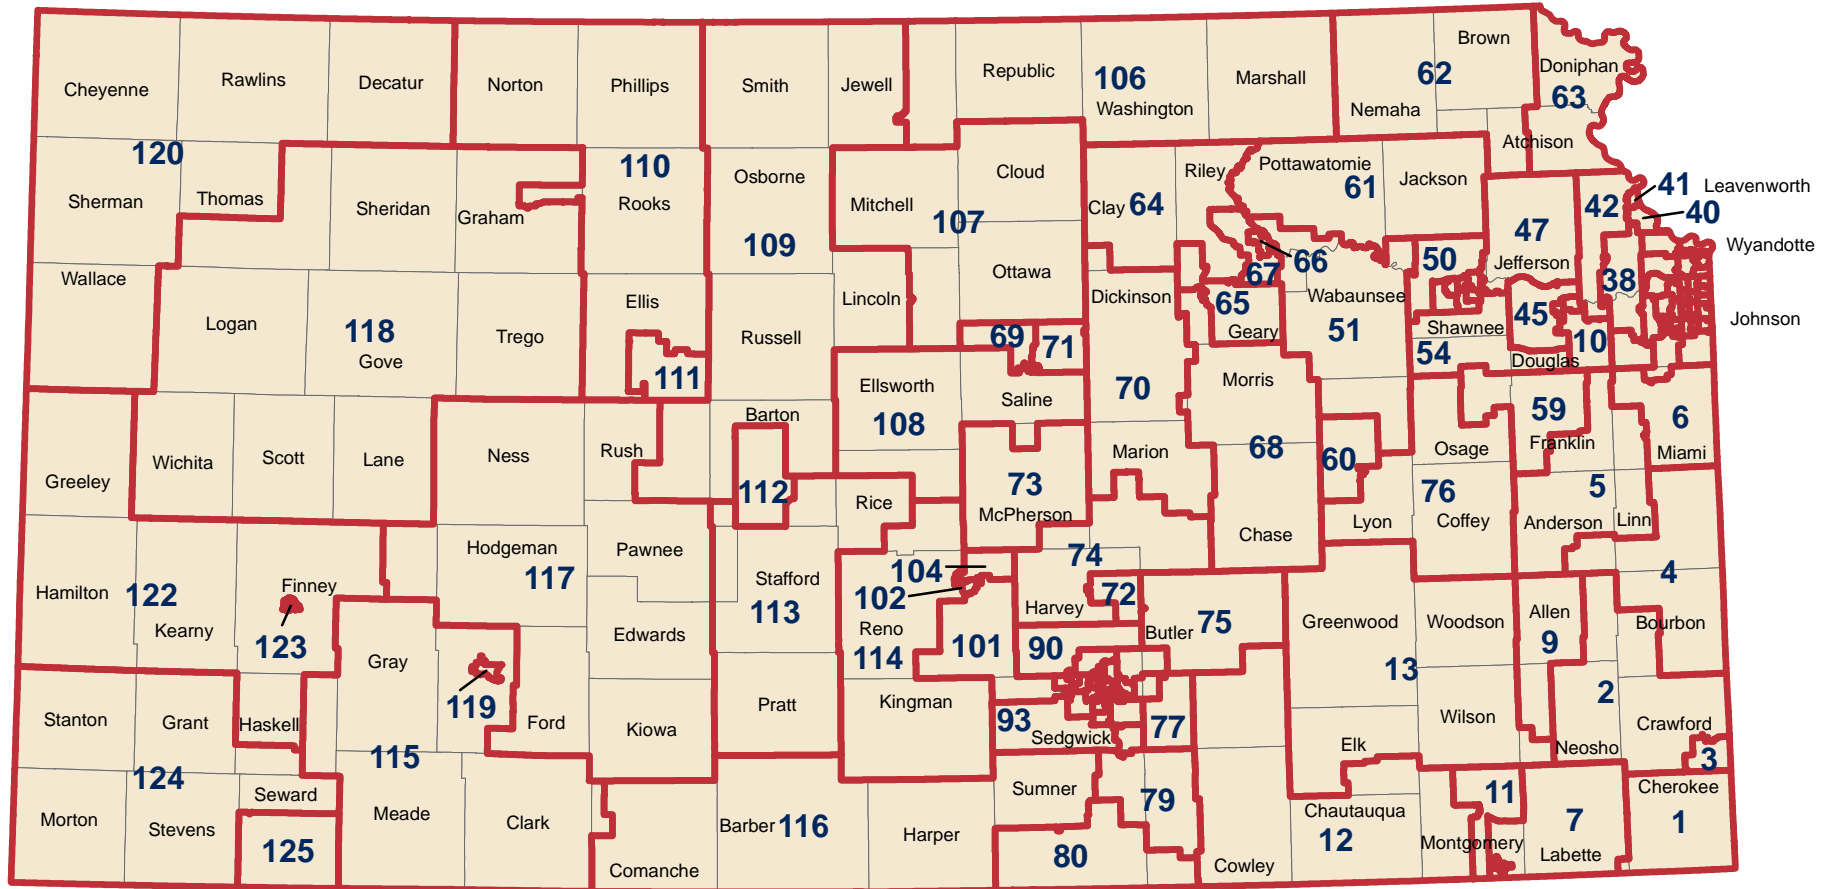 Brown
Cheyenne
Rawlins
Decatur
Norton
Phillips
Smith
Jewell
Republic
106
Washington
Marshall
62
Nemaha
Doniphan
63
120
Atchison
Sherman
Thomas
Sheridan
Graham
110
Rooks
Osborne
109
Mitchell
107
Cloud
Clay 64
Riley
Pottawatomie
61
Jackson
47
Jefferson
42
41 Leavenworth
40
Wyandotte
Wallace
Logan
118
Gove
Trego
Ellis
111
Russell
Lincoln
Ottawa
Dickinson
66
67
65
Geary
Wabaunsee
51
50
Shawnee
54
45
Douglas
10
38
Johnson
69
71
Ellsworth
108
Saline
70
Morris
68
Barton
59
Franklin
6
Miami
Greeley
Wichita
Scott
Lane
Ness
Rush
112
Rice
73
McPherson
Marion
60
Osage
76
Coffey
5
Anderson
Linn
Lyon
Chase
Hamilton
122
Kearny
Finney
123
Hodgeman
117
Pawnee
Stafford
113
104
102
Reno
114
101
74
Harvey
72
90
Butler 75
Greenwood
13
Woodson
Allen
9
4
Bourbon
Edwards
Gray
119
Ford
Kiowa
Pratt
Kingman
93
Sedgwick
77
Wilson
2
Neosho
Crawford
3
Stanton
Grant
Haskell
115
124
Seward
Morton
Stevens
125
Meade
Clark
Comanche
Barber 116
Harper
Sumner
79
80
Cowley
Elk
Chautauqua
12
Montgomery
11
7
Labette
Cherokee
1